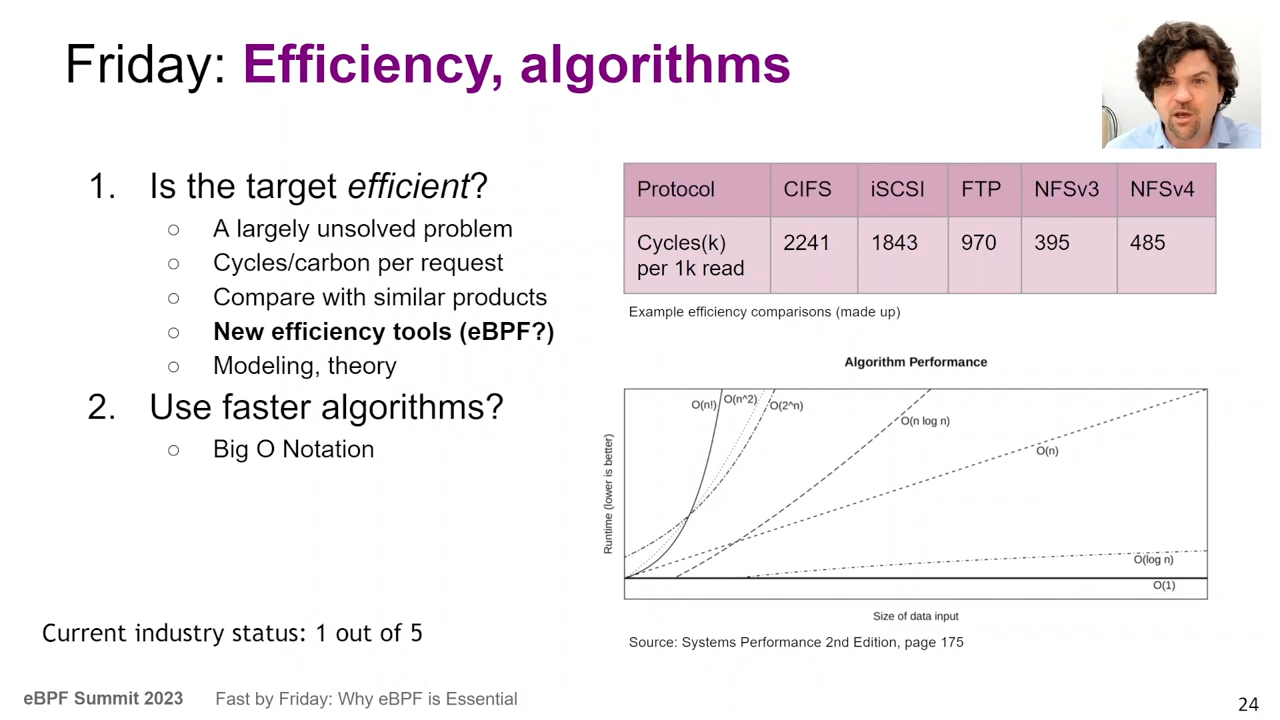 Friday: Efficiency, algorithms
1. Is the target efficient?
○ A largely unsolved problem
○ Cycles/carbon per request
○ Compare with similar products
○ New efficiency tools (eBPF?)
○ Modeling, theory
2. Use faster algorithms?
○ Big O Notation
Protocol CIFS iSCSI FTP NFSv3 NFSv4
Cycles(k) 2241 1843 970 395 485
per 1k read
Example efficiency comparisons (made up)
Algorithm Performance
O(n!) O(n^2) O(2^n)
O(n log n)
O(n)
O(log n)
O(1)
Runtime (lower is better)
Size of data input
Source: Systems Performance 2nd Edition, page 175
Current industry status: 1 out of 5
eBPF Summit 2023 Fast by Friday: Why eBPF is Essential
24